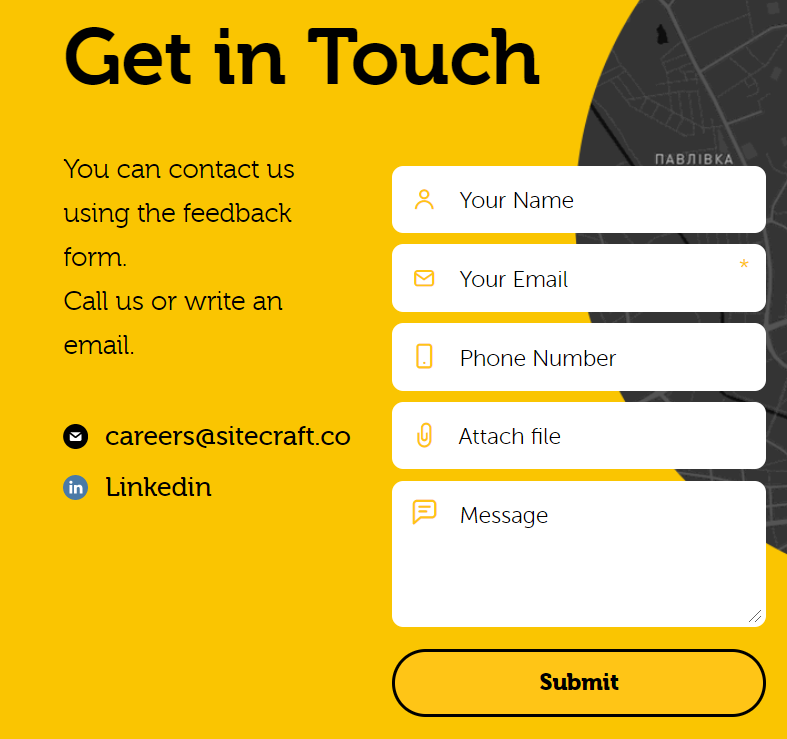 Get in Touch
You can contact us
using the feedback
form.
Call us or write an
email.
careers@sitecraft.co
in Linkedin
ПАВЛІВКА
Your Name
Your Email *
Phone Number
Attach file
Message
Submit